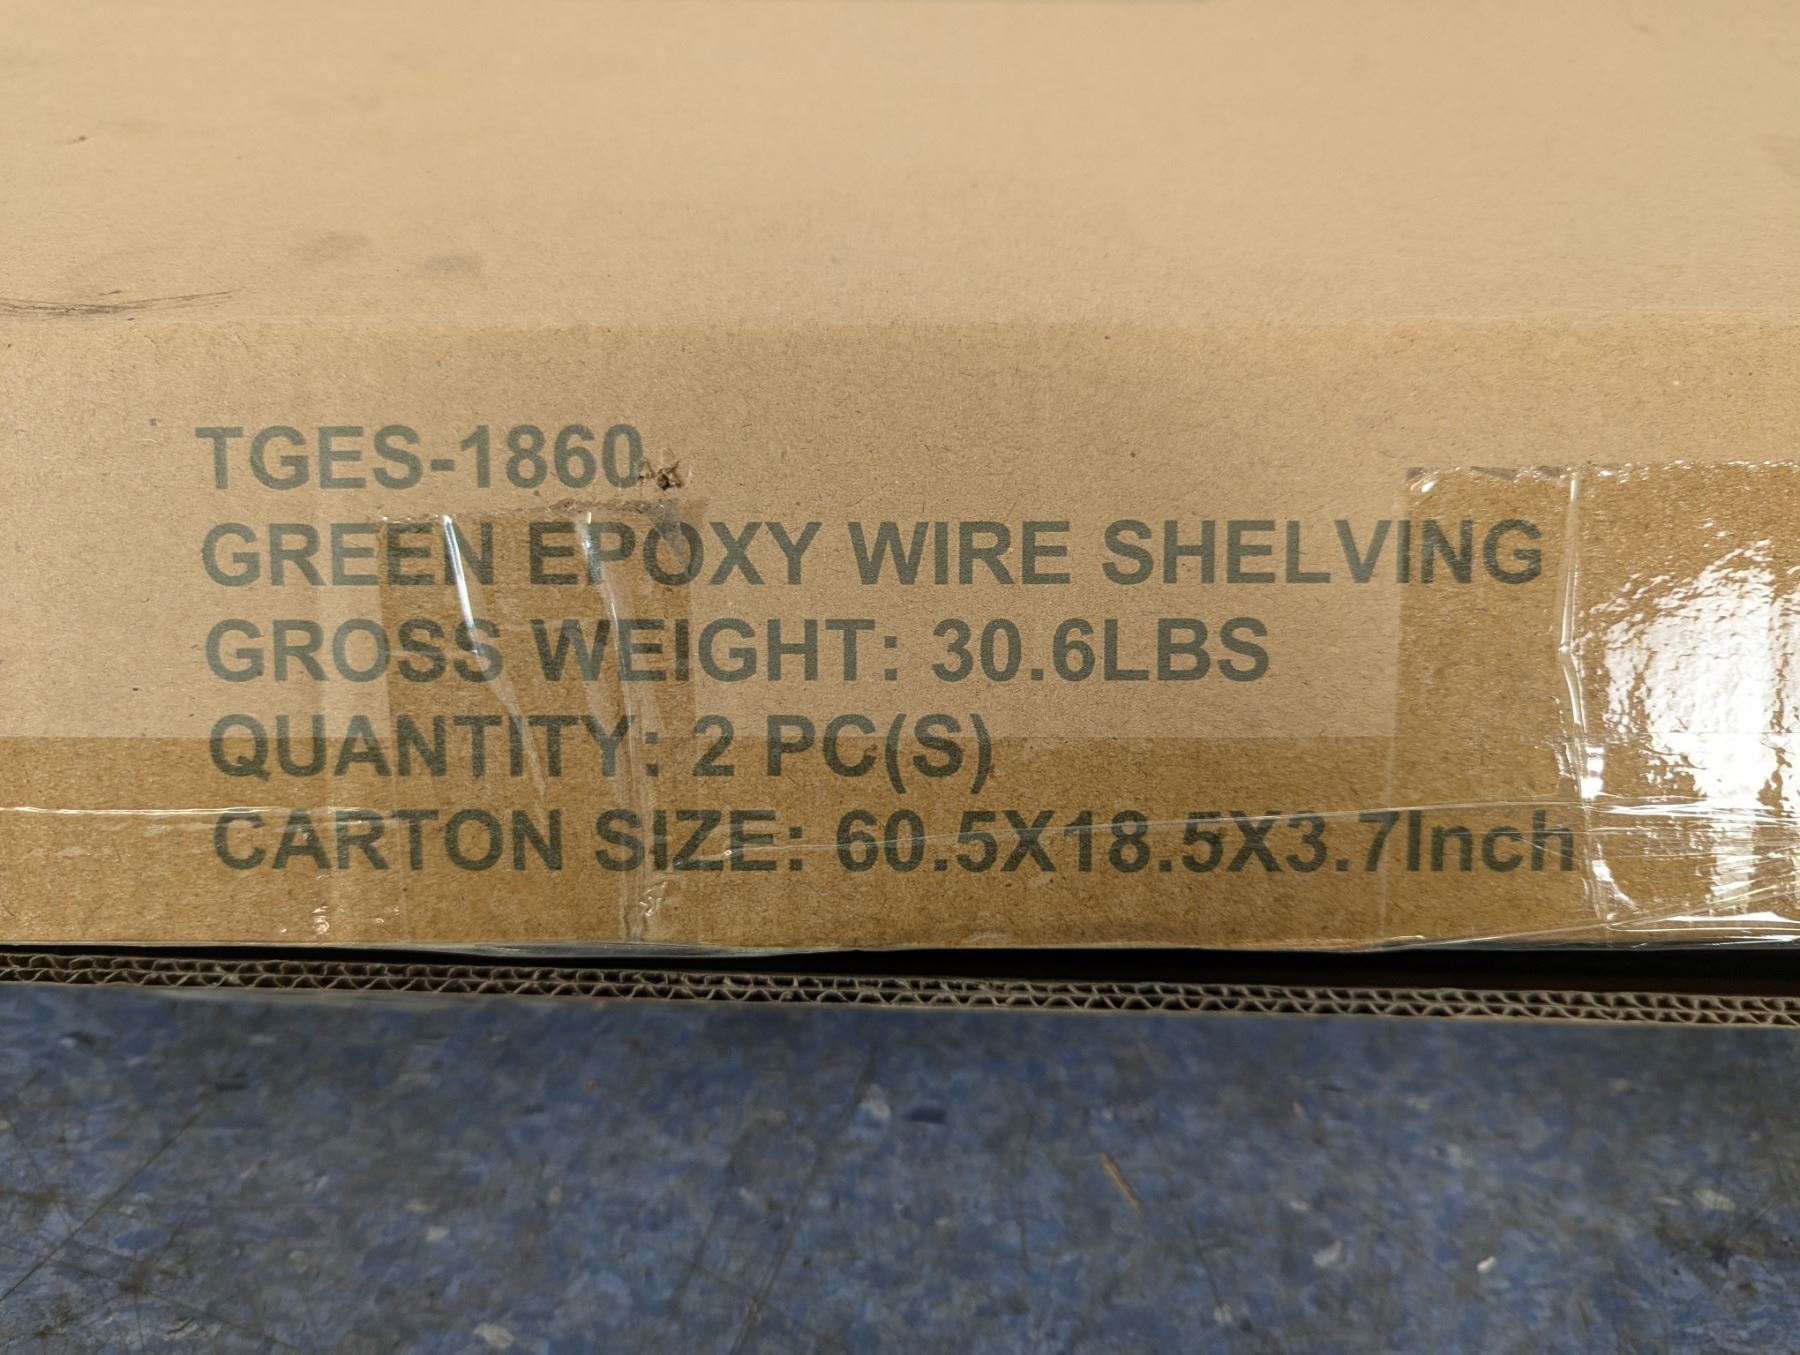 TGES-1860
GREEN EPOXY WIRE SHELVING
GROSS WEIGHT: 30.6LBS
QUANTITY: 2 PC(S)
CARTON SIZE: 60.5X18.5X3.7Inch